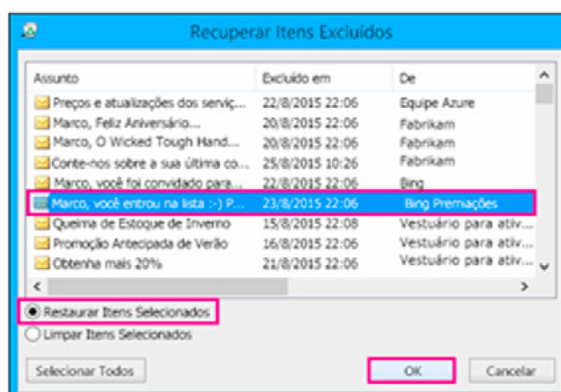 Recuperar Itens Excluídos
Assunto Excluído em De
Preços e atualizações dos serviç... 22/8/2015 22:06 Equipe Azure
Marco, Feliz Aniversário... 20/8/2015 22:06 Fabrikam
Marco, O Wicked Tough Hand... 20/8/2015 22:06 Fabrikam
Conte-nos sobre a sua última co... 25/8/2015 10:26 Fabrikam
Marco, você foi convidado para... 22/8/2015 22:06 Bing
Marco, você entrou na lista :-) P... 23/8/2015 22:06 Bing Premiações
Queima de Estoque de Inverno 15/8/2015 22:08 Vestuário para ativ...
Promoção Antecipada de Verão 16/8/2015 22:06 Vestuário para ativ...
Obtenha mais 20% 21/8/2015 22:06 Vestuário para ativ...
Restaurar Itens Selecionados
Limpar Itens Selecionados
Selecionar Todos OK Cancelar